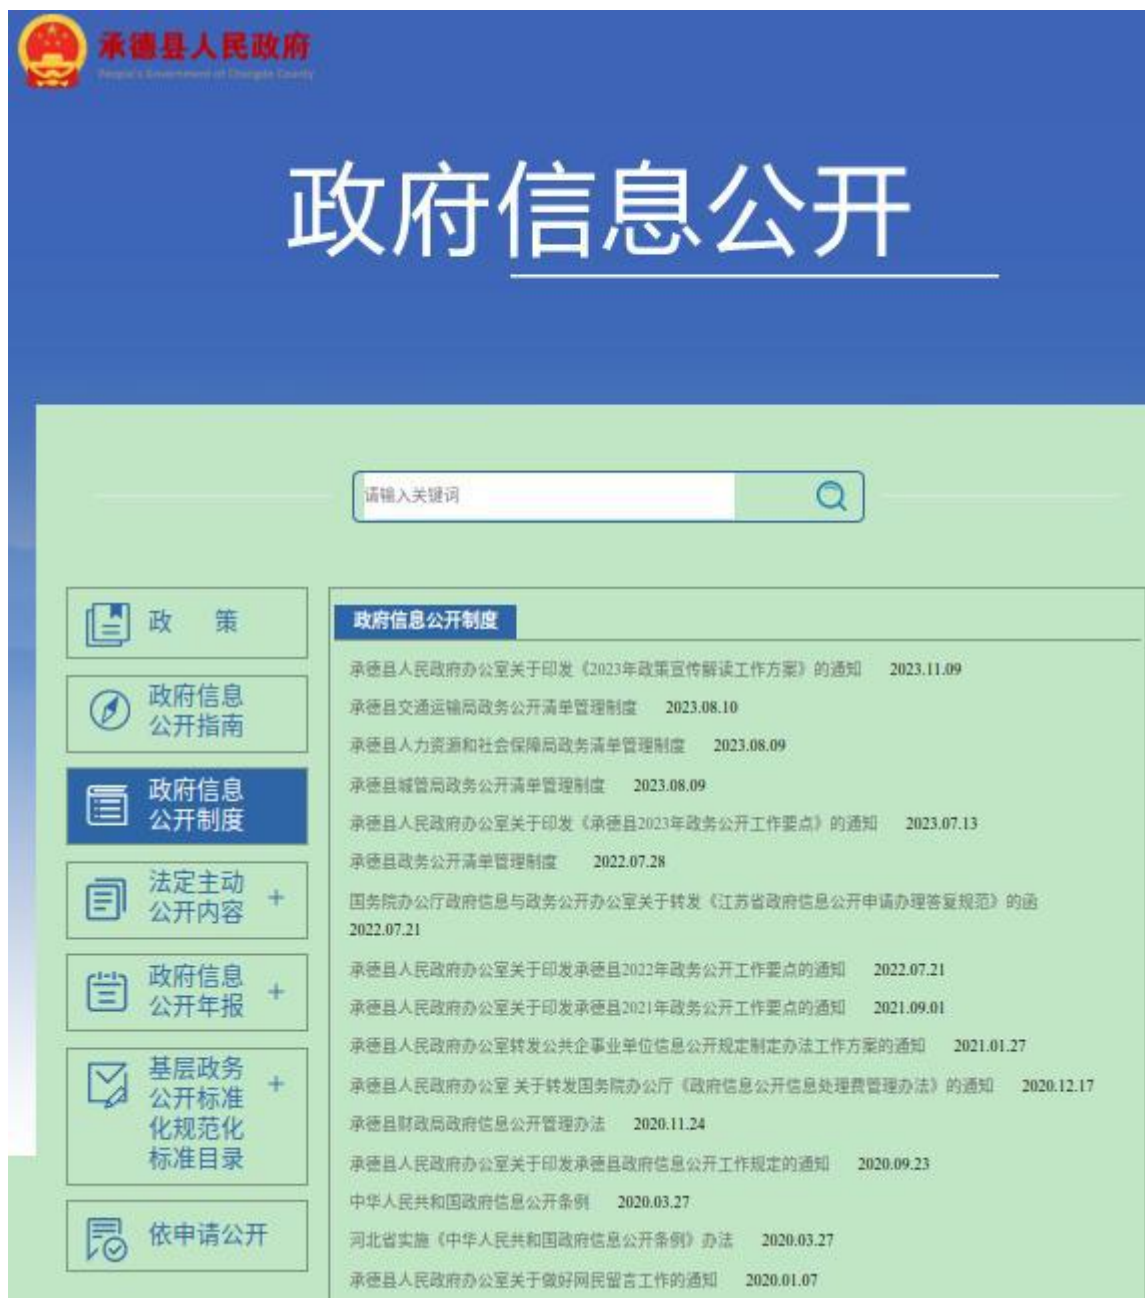 承德县人民政府
People's Government of Chengde County
政府信息公开
请输入关键词
政 策
政府信息
公开指南
政府信息
公开制度
法定主动
公开内容 +
政府信息
公开年报 +
基层政务
公开标准
化规范化
标准目录 +
依申请公开
政府信息公开制度
承德县人民政府办公室关于印发《2023年政策宣传解读工作方案》的通知 2023.11.09
承德县交通运输局政务公开清单管理制度 2023.08.10
承德县人力资源和社会保障局政务清单管理制度 2023.08.09
承德县城管局政务公开清单管理制度 2023.08.09
承德县人民政府办公室关于印发《承德县2023年政务公开工作要点》的通知 2023.07.13
承德县政务公开清单管理制度 2022.07.28
国务院办公厅政府信息与政务公开办公室关于转发《江苏省政府信息公开申请办理答复规范》的函
2022.07.21
承德县人民政府办公室关于印发承德县2022年政务公开工作要点的通知 2022.07.21
承德县人民政府办公室关于印发承德县2021年政务公开工作要点的通知 2021.09.01
承德县人民政府办公室转发公共企事业单位信息公开规定制定办法工作方案的通知 2021.01.27
承德县人民政府办公室 关于转发国务院办公厅《政府信息公开信息处理费管理办法》的通知 2020.12.17
承德县财政局政府信息公开管理办法 2020.11.24
承德县人民政府办公室关于印发承德县政府信息公开工作规定的通知 2020.09.23
中华人民共和国政府信息公开条例 2020.03.27
河北省实施《中华人民共和国政府信息公开条例》办法 2020.03.27
承德县人民政府办公室关于做好网民留言工作的通知 2020.01.07